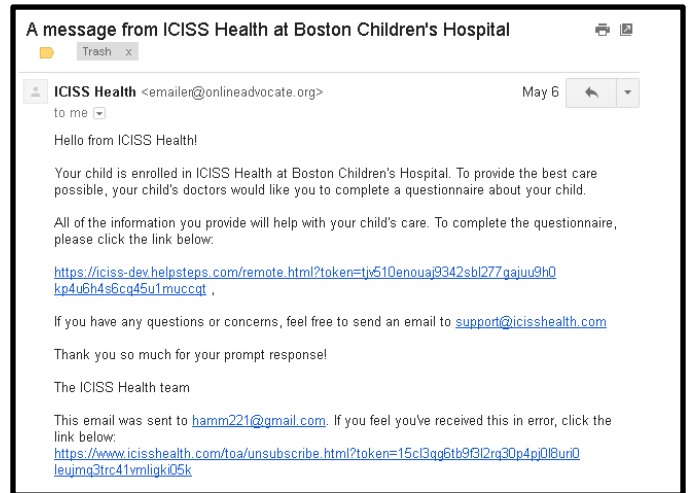 A message from ICISS Health at Boston Children's Hospital
Trash x
ICISS Health <emailer@onlineadvocate.org> May 6
to me
Hello from ICISS Health!
Your child is enrolled in ICISS Health at Boston Children's Hospital. To provide the best care
possible, your child's doctors would like you to complete a questionnaire about your child.
All of the information you provide will help with your child's care. To complete the questionnaire,
please click the link below:
https://iciss-dev.helpsteps.com/remote.html?token=tjv510enouaj9342sbl277gajuu9h0
kp4u6h4s6cq45u1muccqt ,
If you have any questions or concerns, feel free to send an email to support@icisshealth.com
Thank you so much for your prompt response!
The ICISS Health team
This email was sent to hamm221@gmail.com. If you feel you've received this in error, click the
link below:
https://www.icisshealth.com/toa/unsubscribe.html?token=15cl3qg6tb9f3l2rq30p4pj0l8uri0
leujmq3trc41vmligki05k